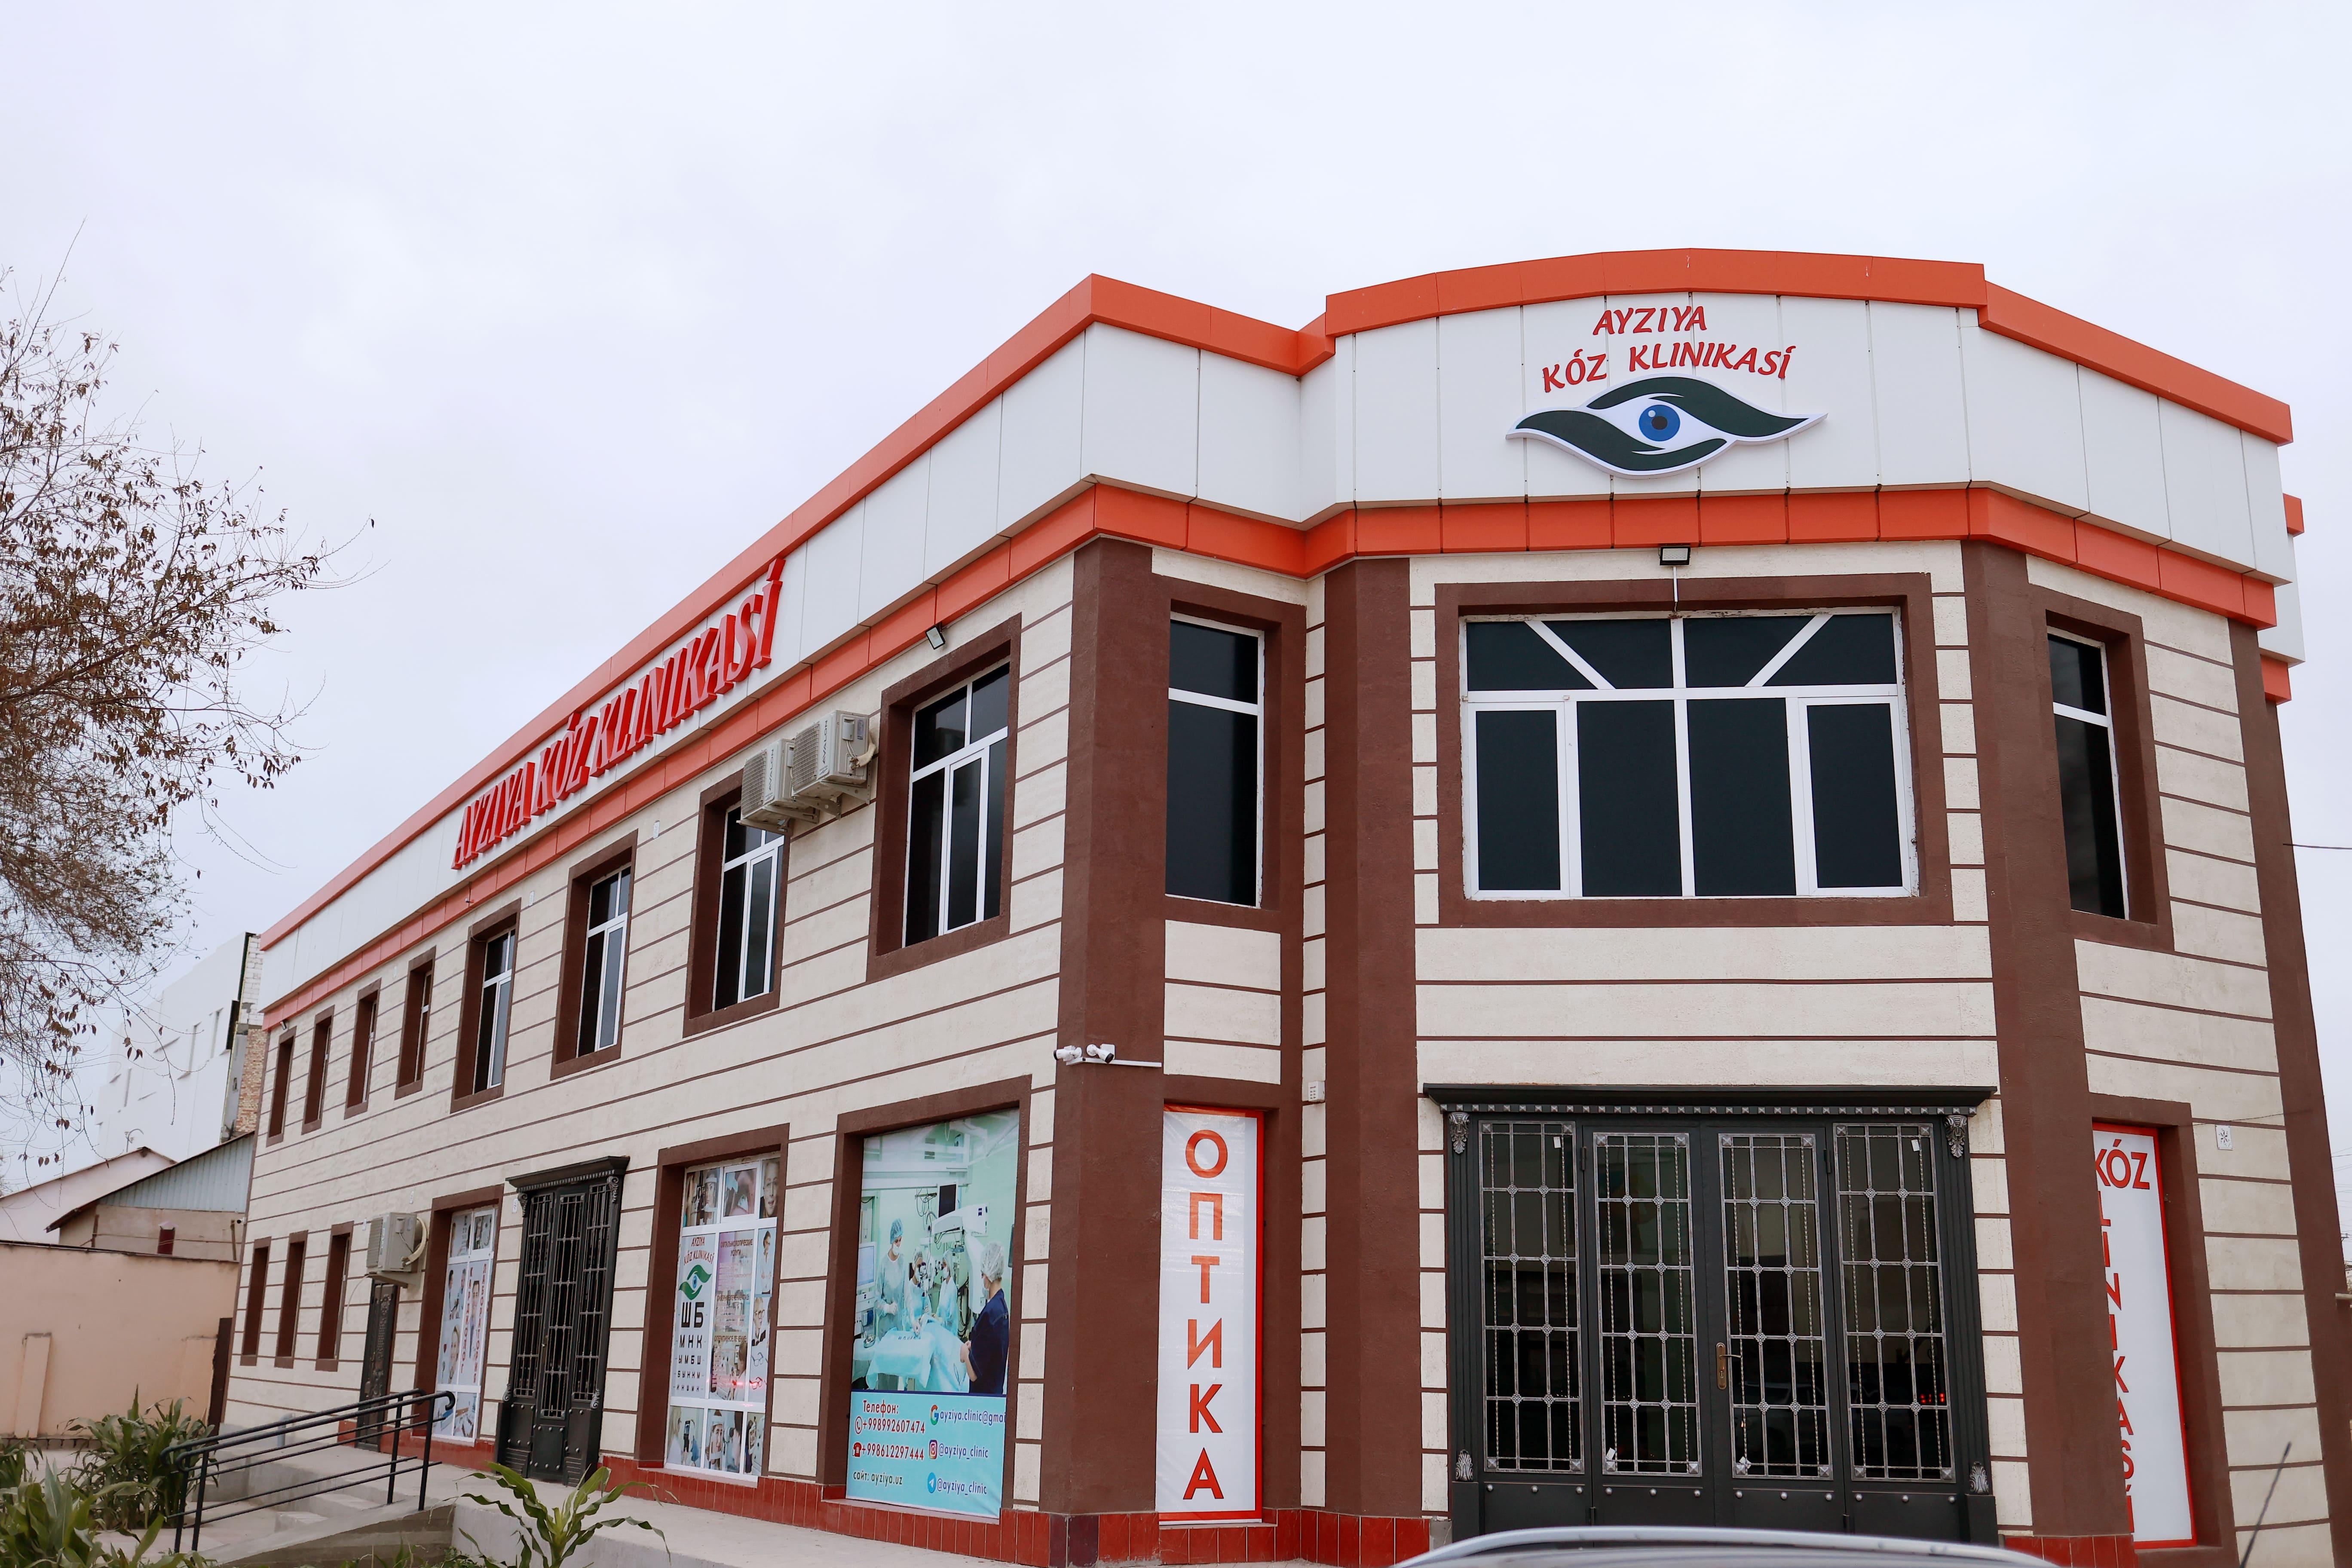 AYZIYA
KÓZ KLINIKASÍ
AYZIYA KÓZ KLINIKASÍ
ОПТИКА
KÓZ
KLINIKASÍ
AYZIYA
KÓZ KLINIKASÍ
Ш Б
М Н К
Телефон:
+998992607474
+998612297444
сайт: ayziya.uz
ayziya.clinic@gmai
@ayziya_clinic
@ayziya_clinic